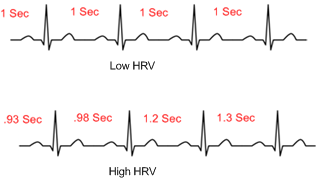 1 Sec 1 Sec 1 Sec 1 Sec
Low HRV
.93 Sec .98 Sec 1.2 Sec 1.3 Sec
High HRV